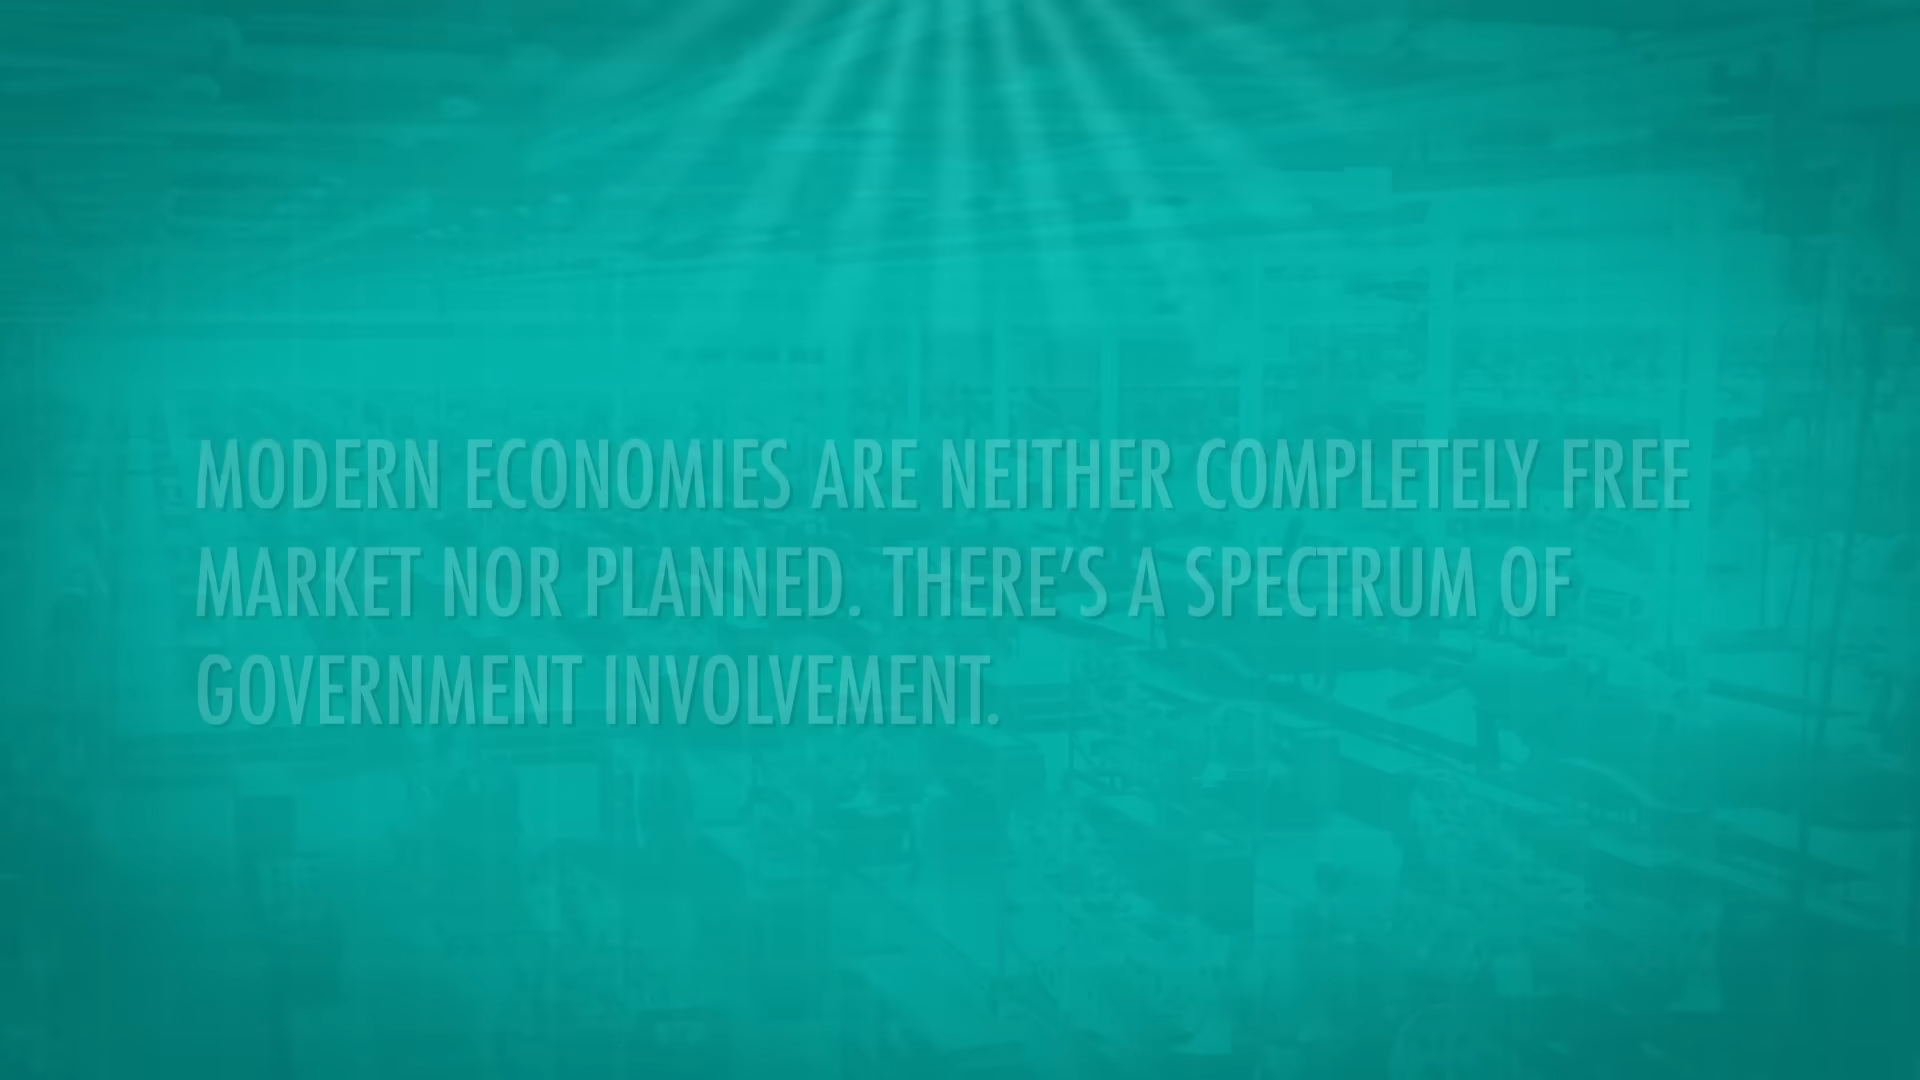 MODERN ECONOMIES ARE NEITHER COMPLETELY FREE
MARKET NOR PLANNED. THERE’S A SPECTRUM OF
GOVERNMENT INVOLVEMENT.